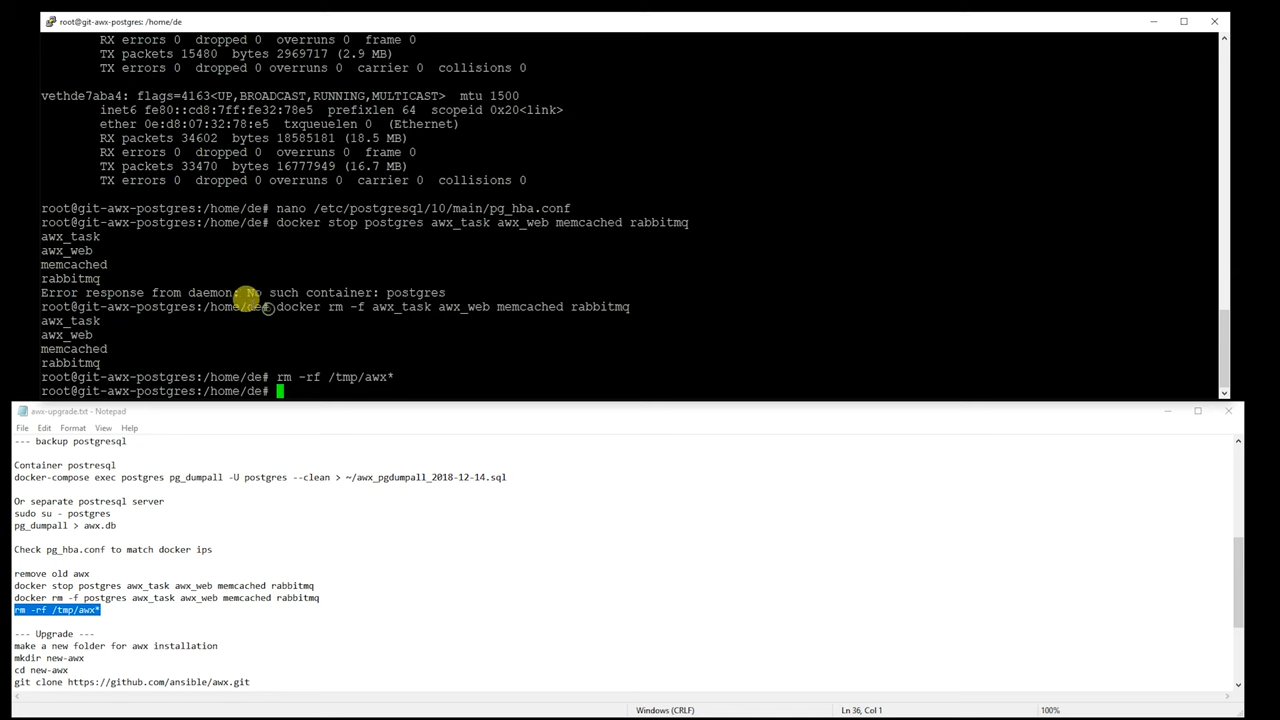 root@git-awx-postgres: /home/de
RX errors 0  dropped 0  overruns 0  frame 0
TX packets 15480  bytes 2969717 (2.9 MB)
TX errors 0  dropped 0 overruns 0  carrier 0  collisions 0
vethde7aba4: flags=4163<UP,BROADCAST,RUNNING,MULTICAST>  mtu 1500
inet6 fe80::cd8:7ff:fe32:78e5  prefixlen 64  scopeid 0x20<link>
ether 0e:d8:07:32:78:e5  txqueuelen 0  (Ethernet)
RX packets 34602  bytes 18585181 (18.5 MB)
RX errors 0  dropped 0  overruns 0  frame 0
TX packets 33470  bytes 16777949 (16.7 MB)
TX errors 0  dropped 0 overruns 0  carrier 0  collisions 0
root@git-awx-postgres:/home/de# nano /etc/postgresql/10/main/pg_hba.conf
root@git-awx-postgres:/home/de# docker stop postgres awx_task awx_web memcached rabbitmq
awx_task
awx_web
memcached
rabbitmq
Error response from daemon: No such container: postgres
root@git-awx-postgres:/home/de# docker rm -f awx_task awx_web memcached rabbitmq
awx_task
awx_web
memcached
rabbitmq
root@git-awx-postgres:/home/de# rm -rf /tmp/awx*
root@git-awx-postgres:/home/de#
awx-upgrade.txt - Notepad
File Edit Format View Help
--- backup postgresql
Container postresql
docker-compose exec postgres pg_dumpall -U postgres --clean > ~/awx_pgdumpall_2018-12-14.sql
Or separate postresql server
sudo su - postgres
pg_dumpall > awx.db
Check pg_hba.conf to match docker ips
remove old awx
docker stop postgres awx_task awx_web memcached rabbitmq
docker rm -f postgres awx_task awx_web memcached rabbitmq
rm -rf /tmp/awx*
--- Upgrade ---
make a new folder for awx installation
mkdir new-awx
cd new-awx
git clone https://github.com/ansible/awx.git
Windows (CRLF) Ln 36, Col 1 100%